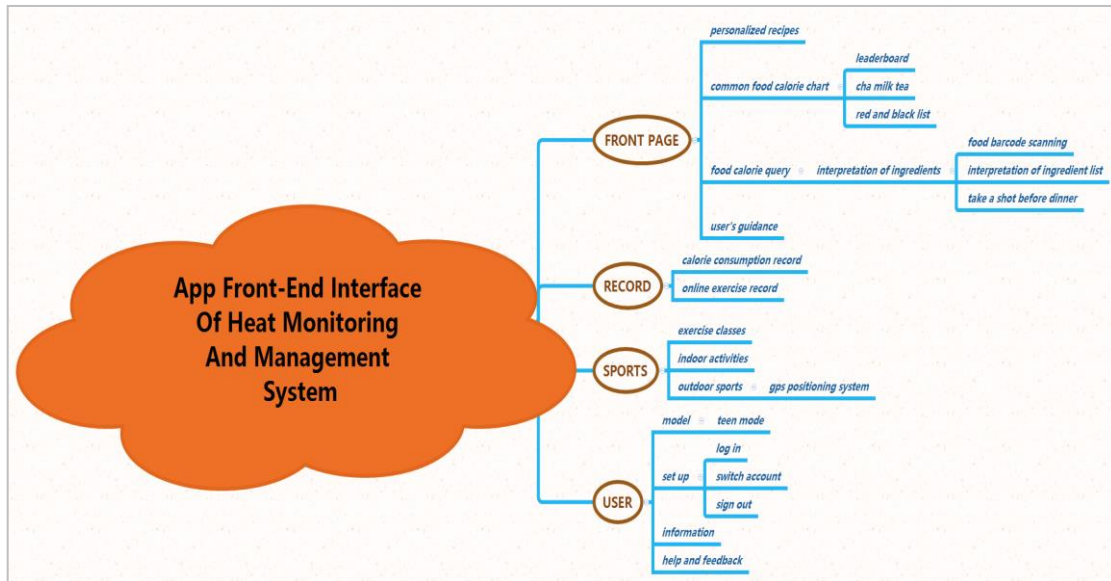 App Front-End Interface
Of Heat Monitoring
And Management
System
FRONT PAGE
personalized recipes
common food calorie chart
leaderboard
cha milk tea
red and black list
food calorie query
interpretation of ingredients
food barcode scanning
interpretation of ingredient list
take a shot before dinner
user's guidance
RECORD
calorie consumption record
online exercise record
SPORTS
exercise classes
indoor activities
outdoor sports
gps positioning system
USER
model
teen mode
set up
log in
switch account
sign out
information
help and feedback